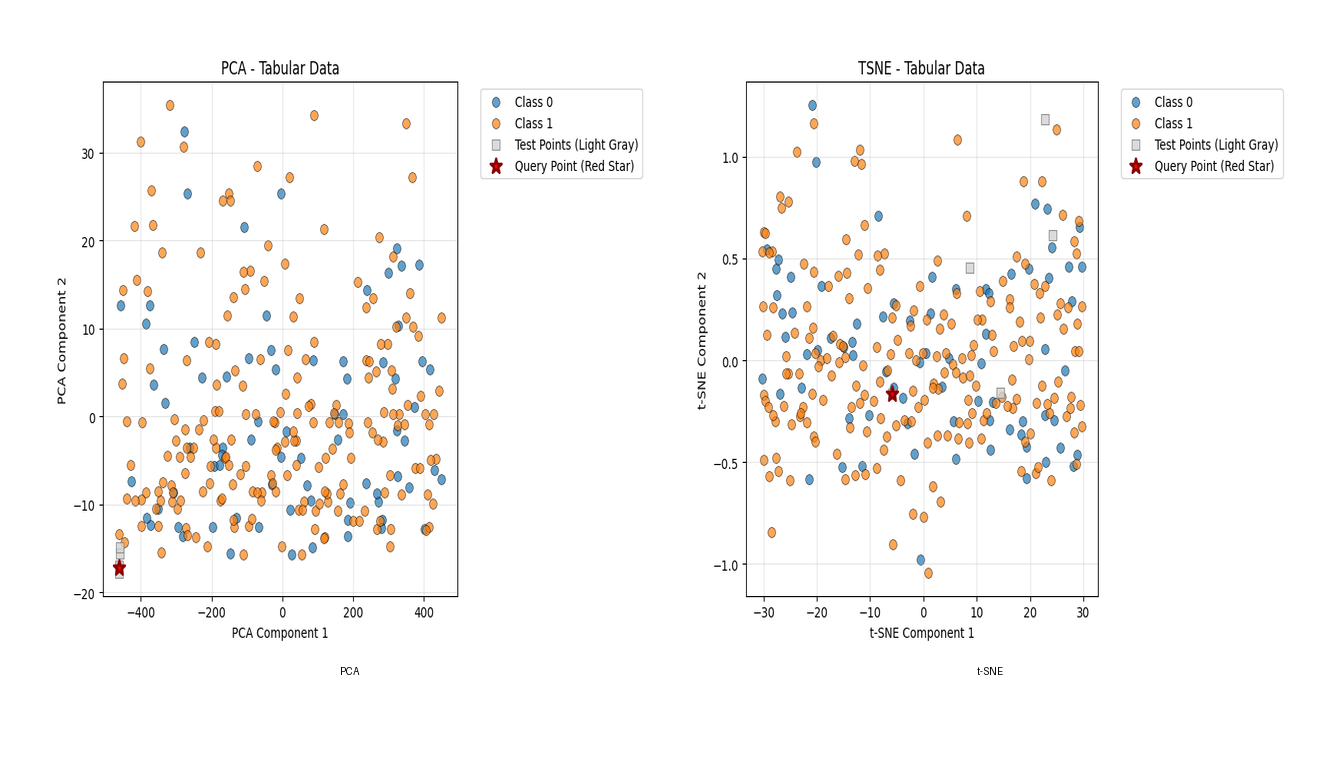 PCA - Tabular Data
PCA Component 2
30
20
10
0
−10
−20
−400
−200
0
200
400
PCA Component 1
Class 0
Class 1
Test Points (Light Gray)
Query Point (Red Star)
PCA
TSNE - Tabular Data
t-SNE Component 2
1.0
0.5
0.0
−0.5
−1.0
−30
−20
−10
0
10
20
30
t-SNE Component 1
Class 0
Class 1
Test Points (Light Gray)
Query Point (Red Star)
t-SNE